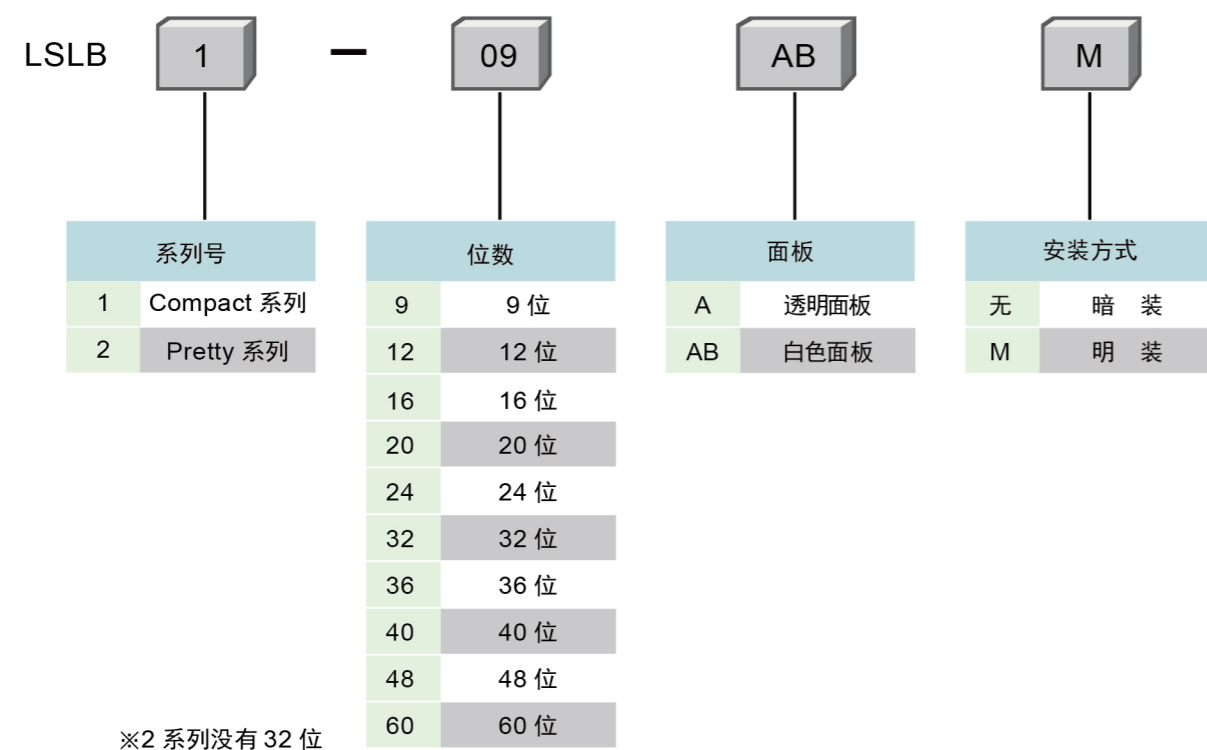 LSLB 1 — 09 AB M
系列号 位数 面板 安装方式
1 Compact 系列 9 9 位 A 透明面板 无 暗 装
2 Pretty 系列 12 12 位 AB 白色面板 M 明 装
16 16 位
20 20 位
24 24 位
32 32 位
36 36 位
40 40 位
48 48 位
60 60 位
※2 系列没有 32 位